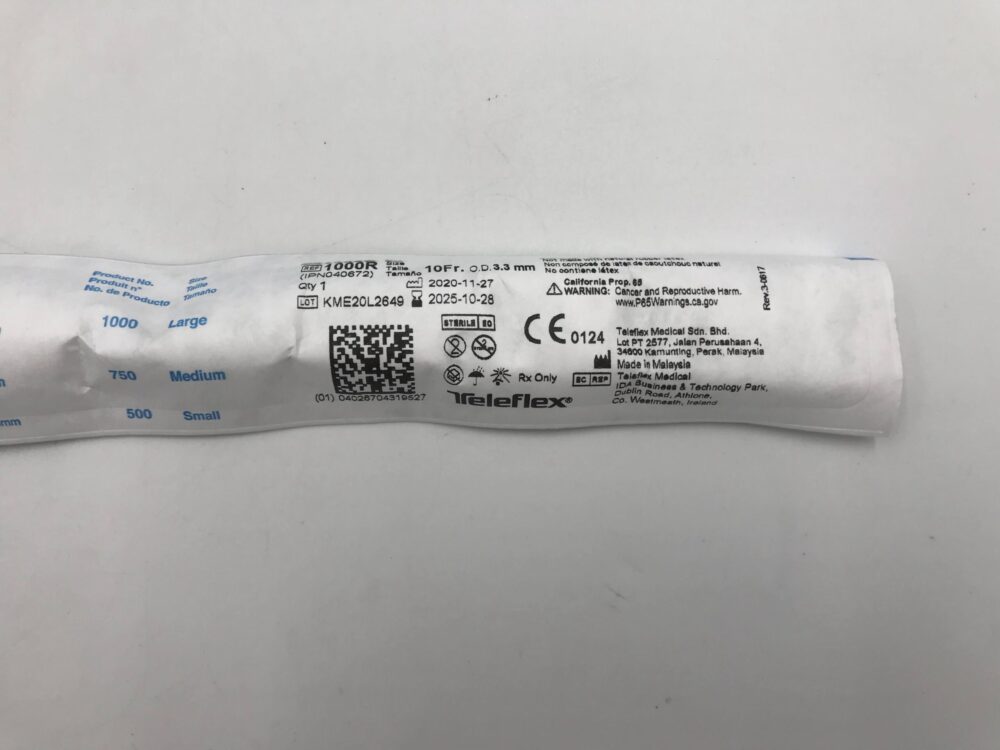 Product No.
Produit n°
No. de Producto
Size
Taille
Tamaño
1000 Large
750 Medium
500 Small
mm
REF 1000R
(IPN040672)
Qty 1
LOT KME20L2649
Size
Taille
Tamaño
10Fr. O.D. 3.3 mm
2020-11-27
2025-10-28
STERILE EO
2
Rx Only
(01) 04026704319527
Teleflex®
Not made with natural rubber latex
Non composé de latex de caoutchouc naturel
No contiene látex
California Prop. 65
WARNING: Cancer and Reproductive Harm.
www.P65Warnings.ca.gov
CE 0124
Teleflex Medical Sdn. Bhd.
Lot PT 2577, Jalan Perusahaan 4,
34600 Kamunting, Perak, Malaysia
Made in Malaysia
EC REP
Teleflex Medical
IDA Business & Technology Park,
Dublin Road, Athlone,
Co. Westmeath, Ireland
Rev.3-0617